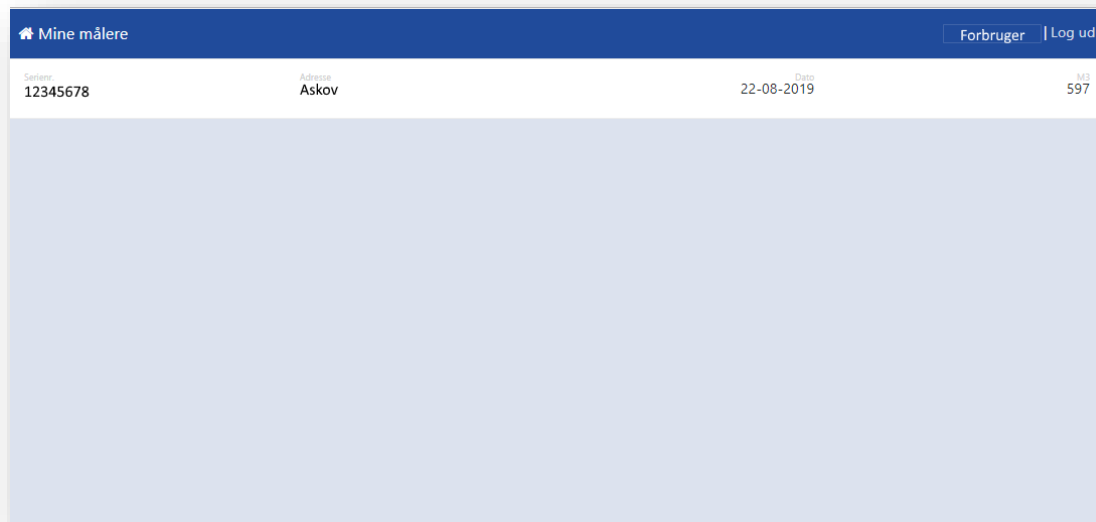 Mine målere
Forbruger | Log ud
Serienr. Adresse Dato M3
12345678 Askov 22-08-2019 597